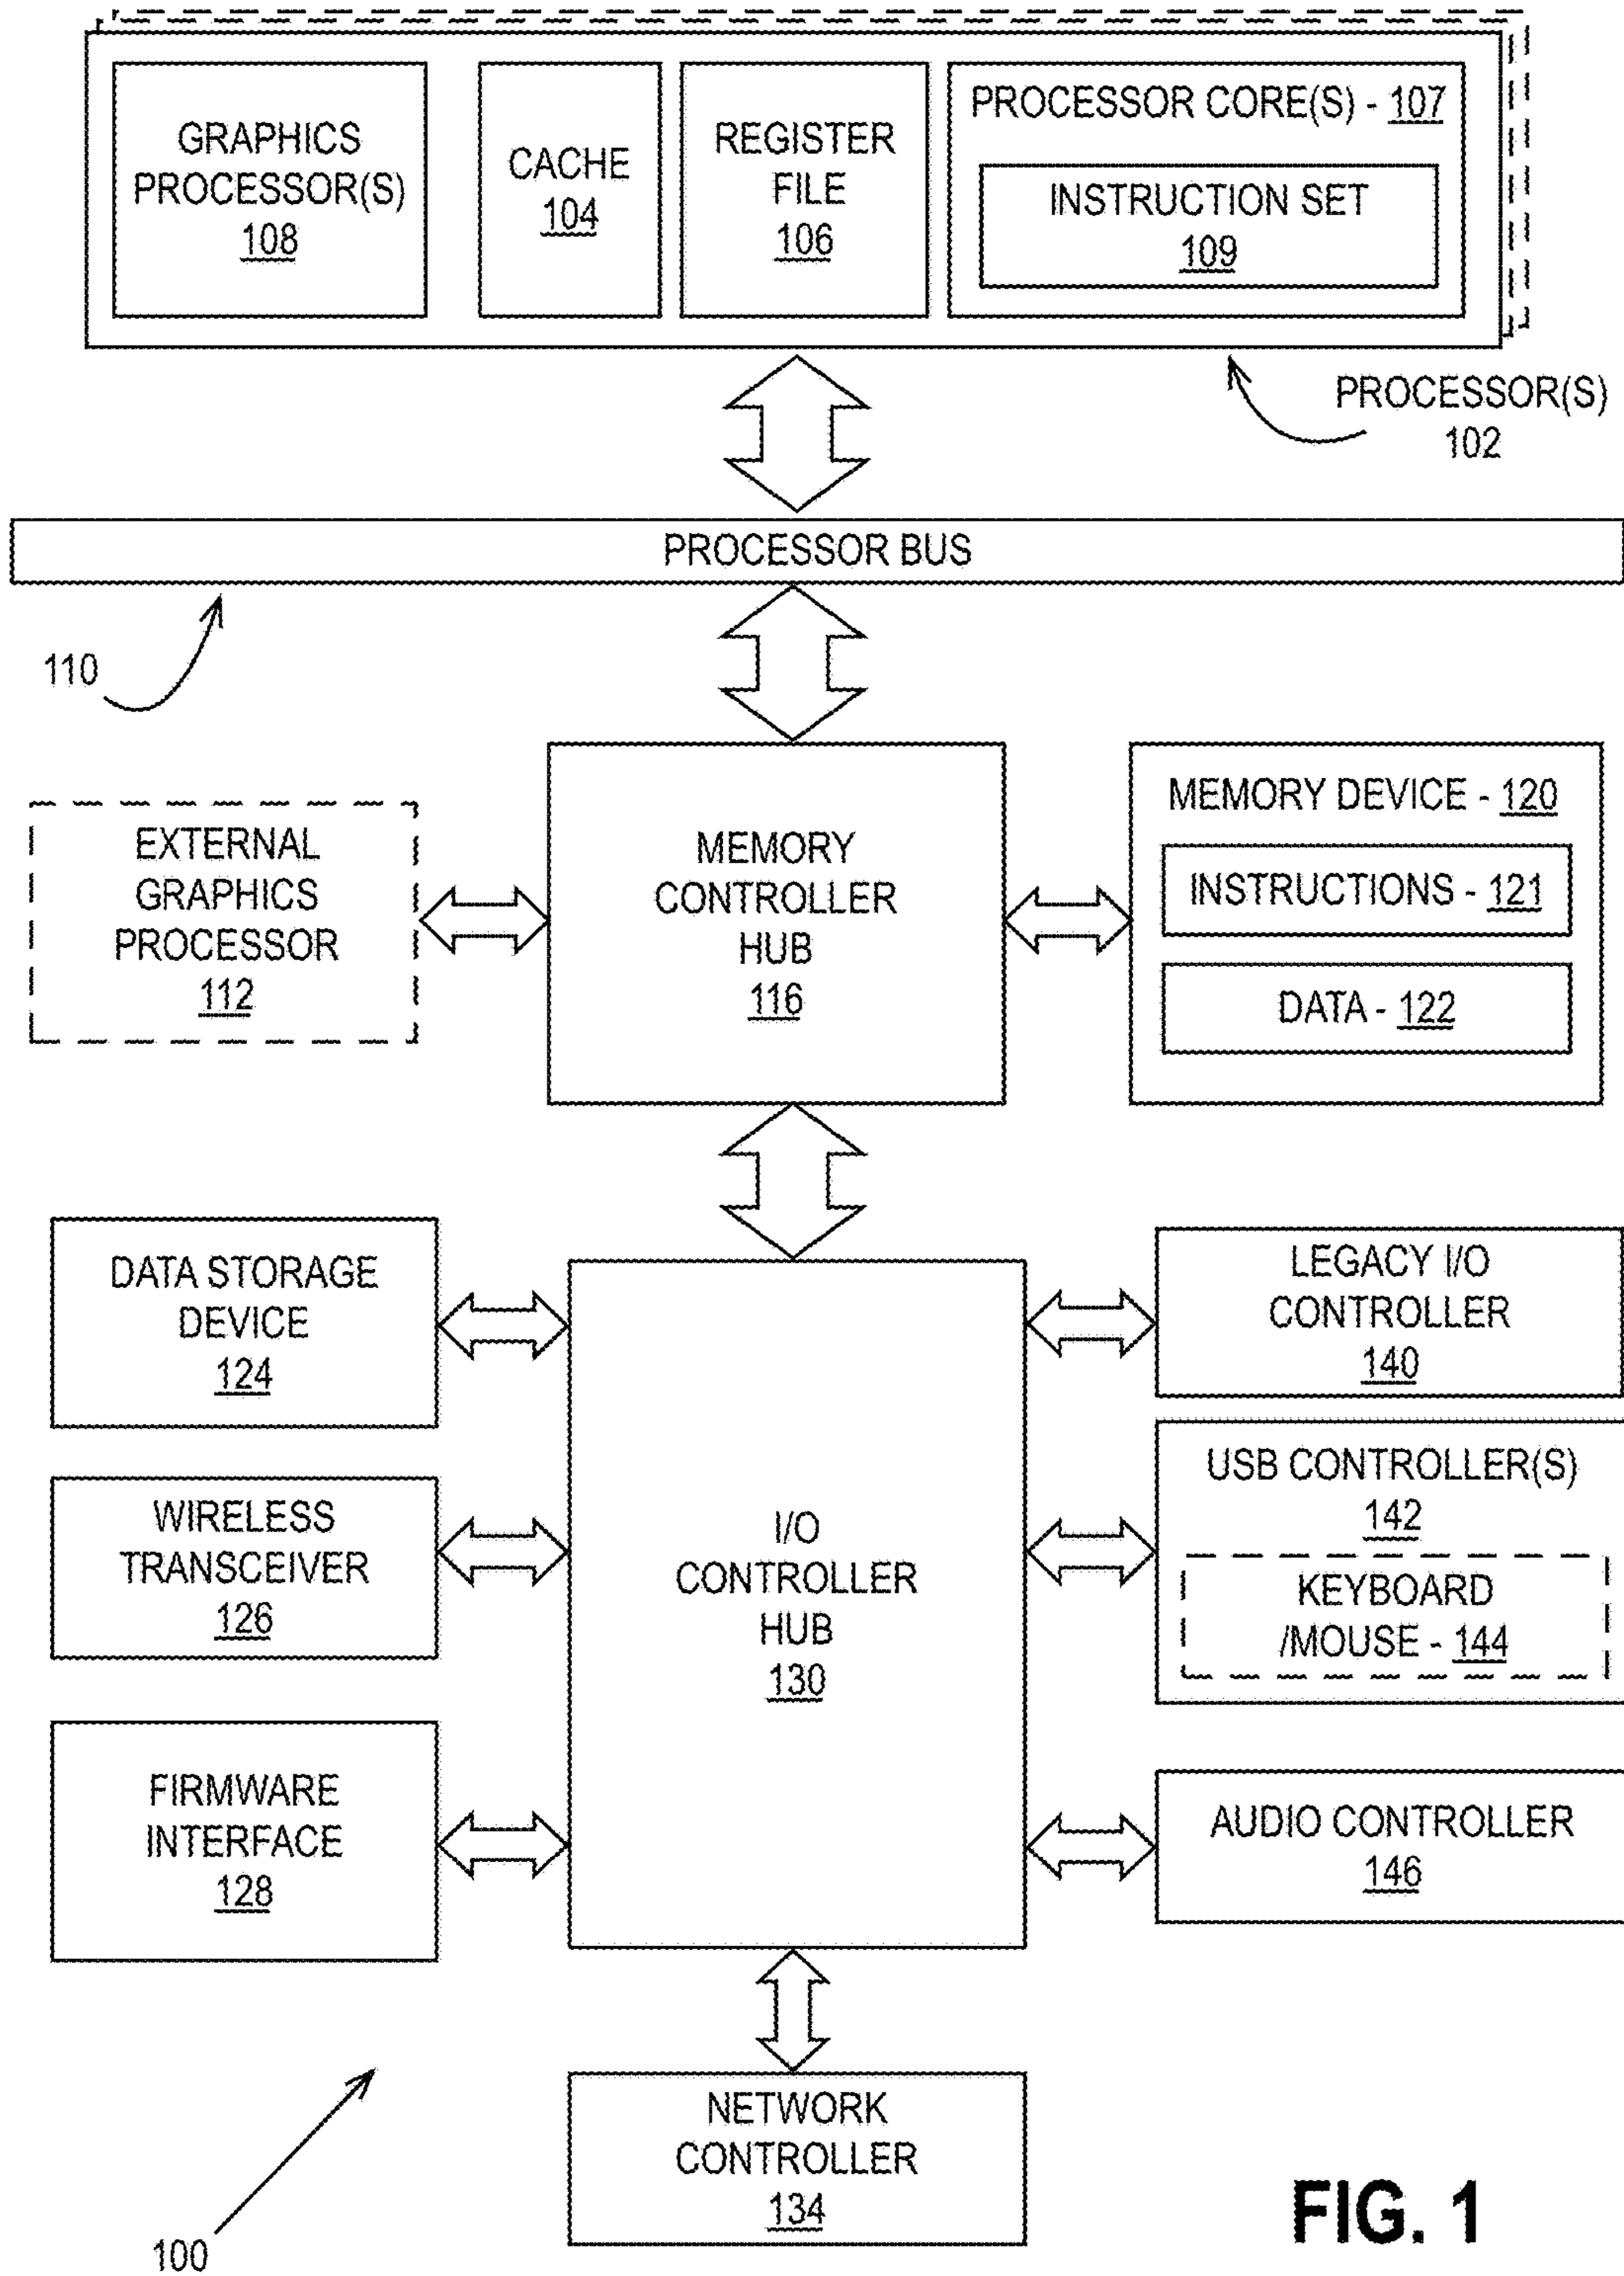 GRAPHICS
PROCESSOR(S)
108
CACHE
104
REGISTER
FILE
106
PROCESSOR CORE(S) - 107
INSTRUCTION SET
109
PROCESSOR(S)
102
PROCESSOR BUS
110
EXTERNAL
GRAPHICS
PROCESSOR
112
MEMORY
CONTROLLER
HUB
116
MEMORY DEVICE - 120
INSTRUCTIONS - 121
DATA - 122
DATA STORAGE
DEVICE
124
WIRELESS
TRANSCEIVER
126
FIRMWARE
INTERFACE
128
I/O
CONTROLLER
HUB
130
LEGACY I/O
CONTROLLER
140
USB CONTROLLER(S)
142
KEYBOARD
/MOUSE - 144
AUDIO CONTROLLER
146
NETWORK
CONTROLLER
134
100
FIG. 1